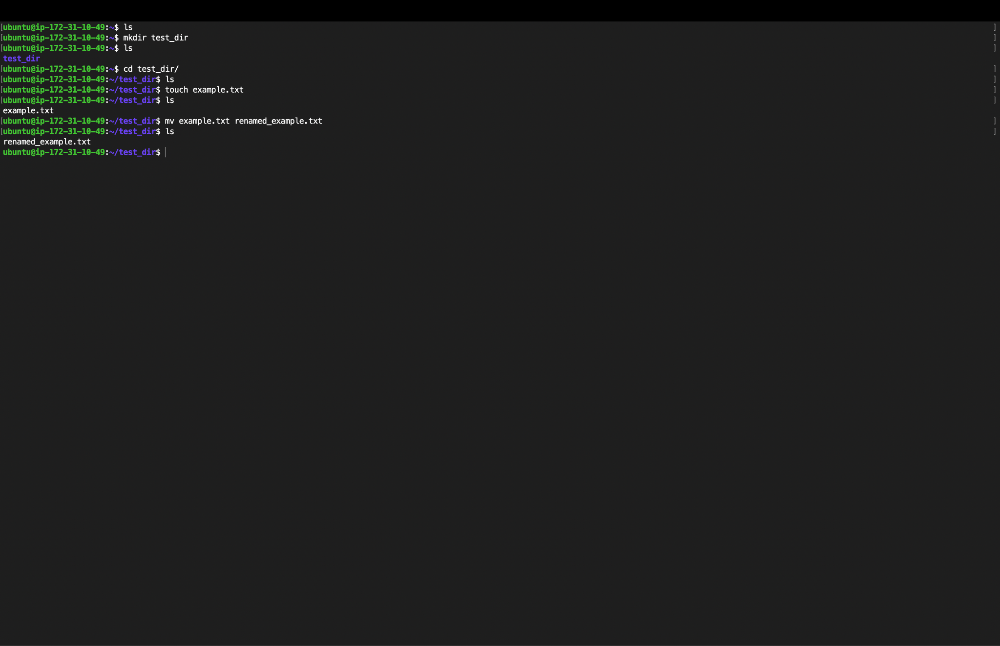 [ubuntu@ip-172-31-10-49:~$ ls ]
[ubuntu@ip-172-31-10-49:~$ mkdir test_dir ]
[ubuntu@ip-172-31-10-49:~$ ls ]
test_dir
[ubuntu@ip-172-31-10-49:~$ cd test_dir/ ]
[ubuntu@ip-172-31-10-49:~/test_dir$ ls ]
[ubuntu@ip-172-31-10-49:~/test_dir$ touch example.txt ]
[ubuntu@ip-172-31-10-49:~/test_dir$ ls ]
example.txt
[ubuntu@ip-172-31-10-49:~/test_dir$ mv example.txt renamed_example.txt ]
[ubuntu@ip-172-31-10-49:~/test_dir$ ls ]
renamed_example.txt
ubuntu@ip-172-31-10-49:~/test_dir$